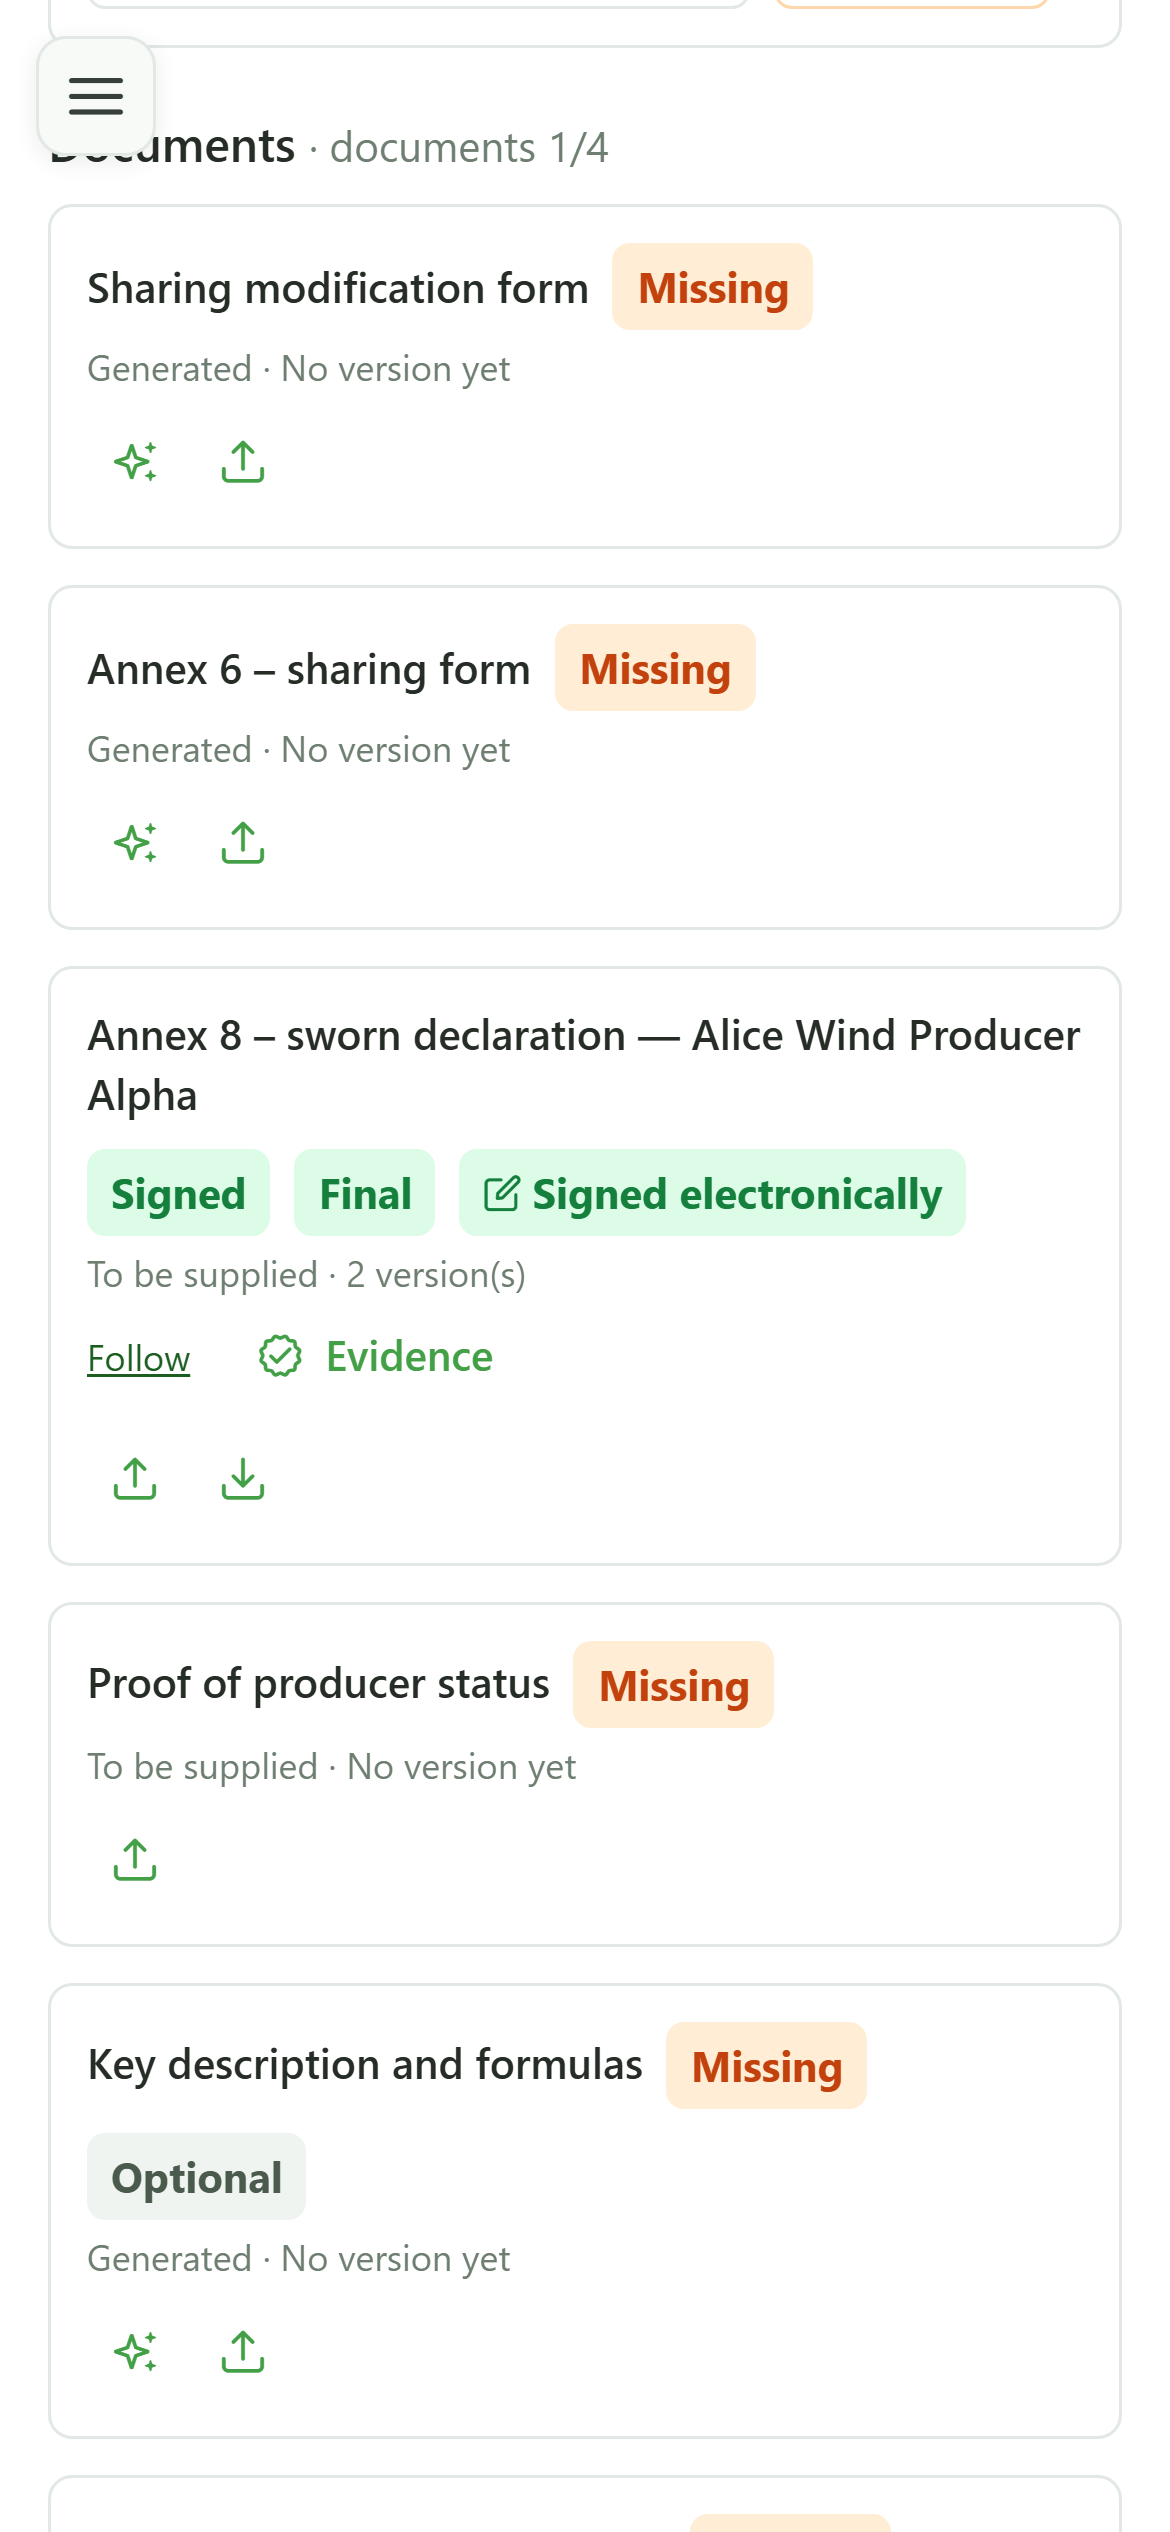 Documents · documents 1/4
Sharing modification form Missing
Generated · No version yet
Annex 6 – sharing form Missing
Generated · No version yet
Annex 8 – sworn declaration — Alice Wind Producer
Alpha
Signed Final Signed electronically
To be supplied · 2 version(s)
Follow Evidence
Proof of producer status Missing
To be supplied · No version yet
Key description and formulas Missing
Optional
Generated · No version yet